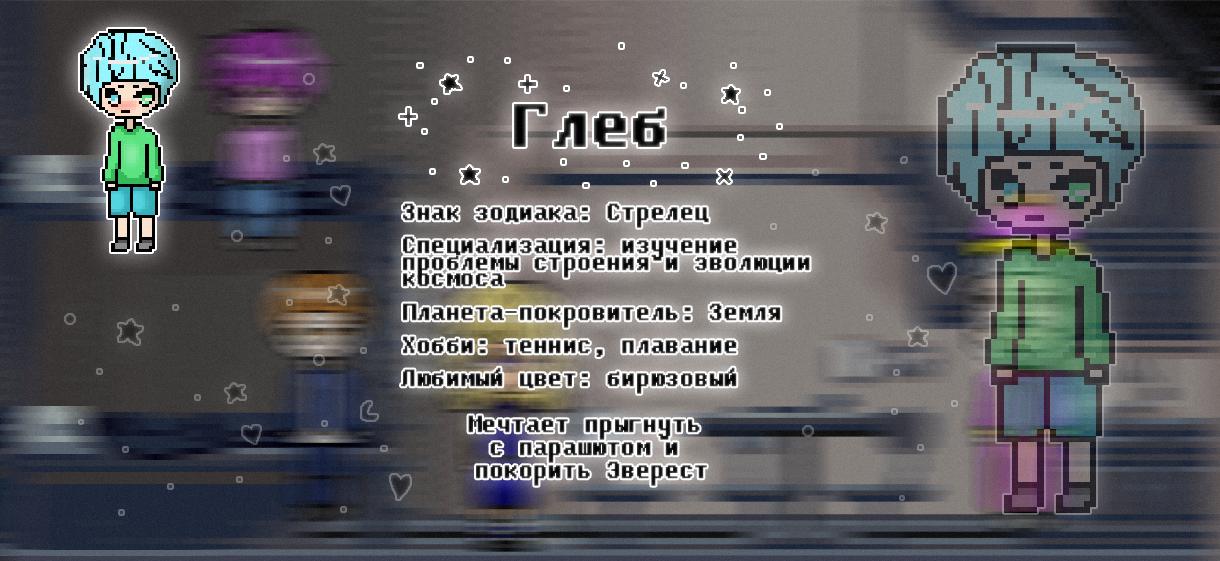 Глеб
Знак зодиака: Стрелец
Специализация: изучение
проблемы строения и эволюции
космоса
Планета-покровитель: Земля
Хобби: теннис, плавание
Любимый цвет: бирюзовый
Мечтает прыгнуть
с парашютом и
покорить Эверест